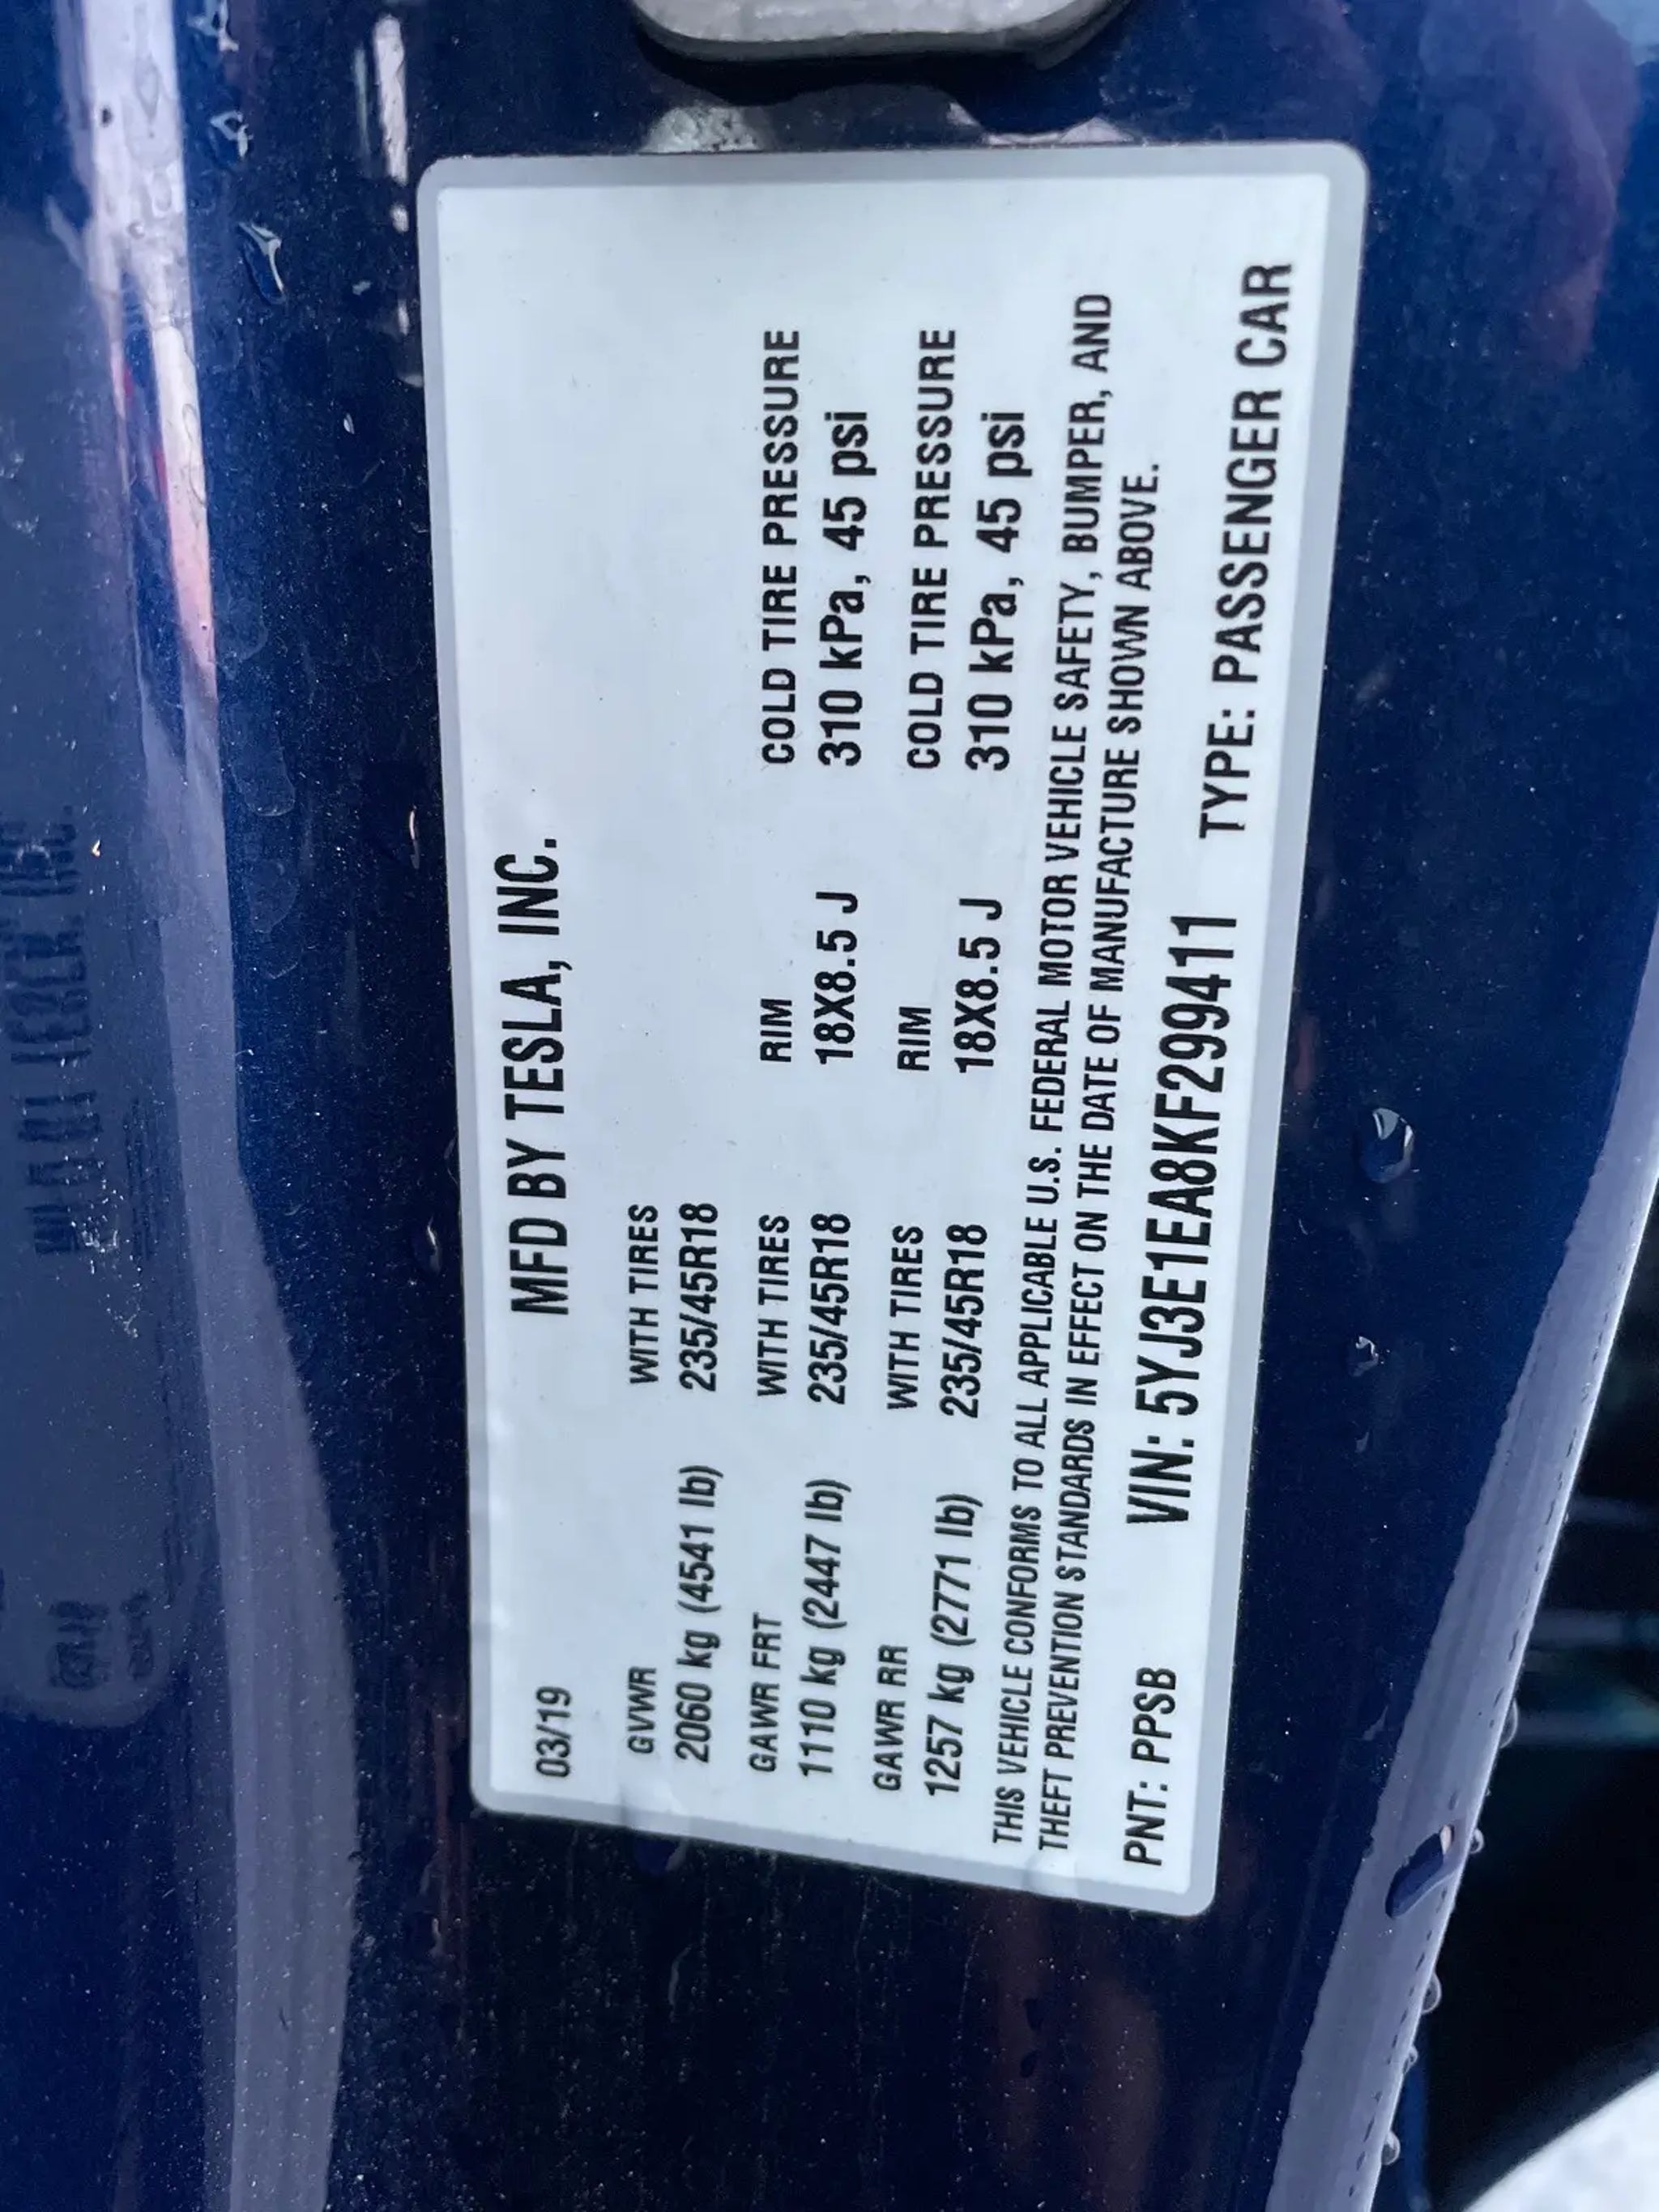 MFD BY TESLA, INC.
03/19
GVWR WITH TIRES
2060 kg (4541 lb) 235/45R18
GAWR FRT WITH TIRES RIM COLD TIRE PRESSURE
1110 kg (2447 lb) 235/45R18 18X8.5 J 310 kPa, 45 psi
GAWR RR WITH TIRES RIM COLD TIRE PRESSURE
1257 kg (2771 lb) 235/45R18 18X8.5 J 310 kPa, 45 psi
THIS VEHICLE CONFORMS TO ALL APPLICABLE U.S. FEDERAL MOTOR VEHICLE SAFETY, BUMPER, AND
THEFT PREVENTION STANDARDS IN EFFECT ON THE DATE OF MANUFACTURE SHOWN ABOVE.
PNT: PPSB VIN: 5YJ3E1EA8KF299411 TYPE: PASSENGER CAR